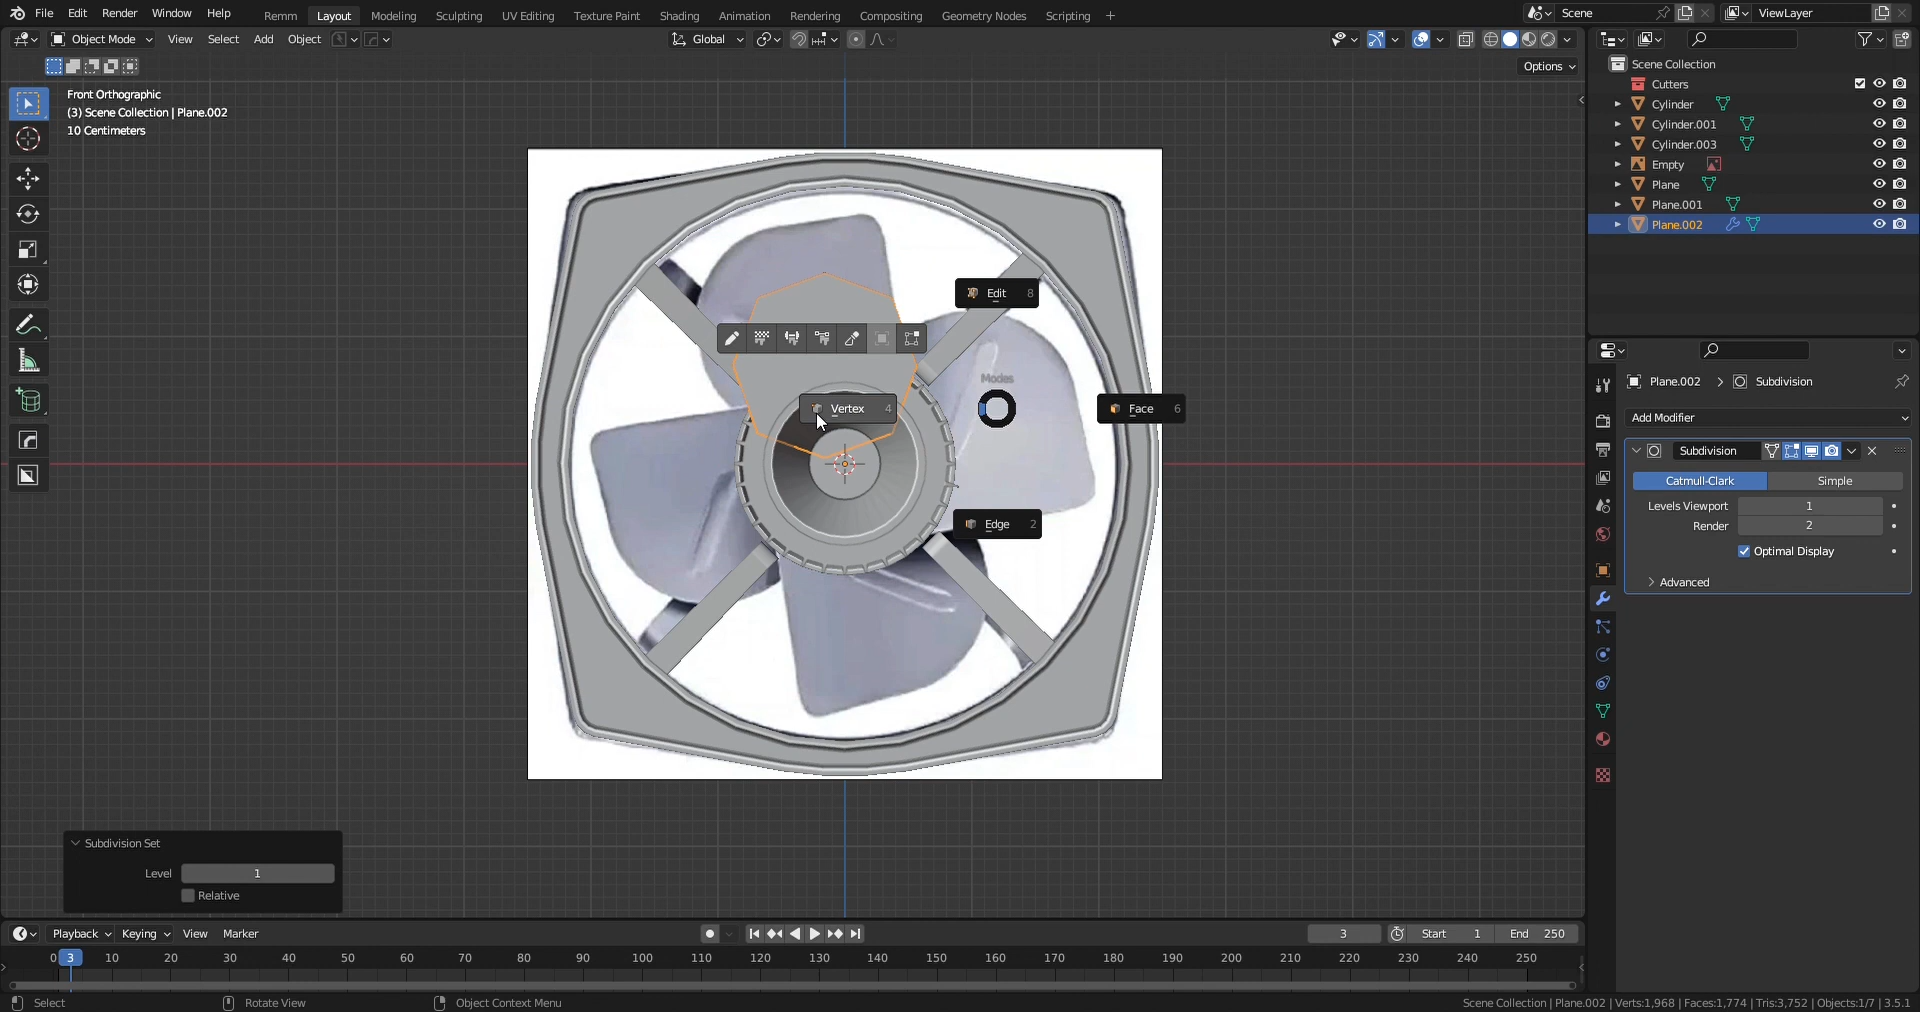 File Edit Render Window Help
Remm Layout Modeling Sculpting UV Editing Texture Paint Shading Animation Rendering Compositing Geometry Nodes Scripting +
Scene
ViewLayer
Object Mode View Select Add Object
Global
Options
Front Orthographic
(3) Scene Collection | Plane.002
10 Centimeters
Edit 8
Modes
Vertex 4
Face 6
Edge 2
Subdivision Set
Level 1
Relative
Scene Collection
Cutters
Cylinder
Cylinder.001
Cylinder.003
Empty
Plane
Plane.001
Plane.002
Plane.002 > Subdivision
Add Modifier
Subdivision
Catmull-Clark Simple
Levels Viewport 1
Render 2
Optimal Display
Advanced
Playback Keying View Marker
3
Start 1 End 250
0 3 10 20 30 40 50 60 70 80 90 100 110 120 130 140 150 160 170 180 190 200 210 220 230 240 250
Select
Rotate View
Object Context Menu
Scene Collection | Plane.002 | Verts:1,968 | Faces:1,774 | Tris:3,752 | Objects:1/7 | 3.5.1